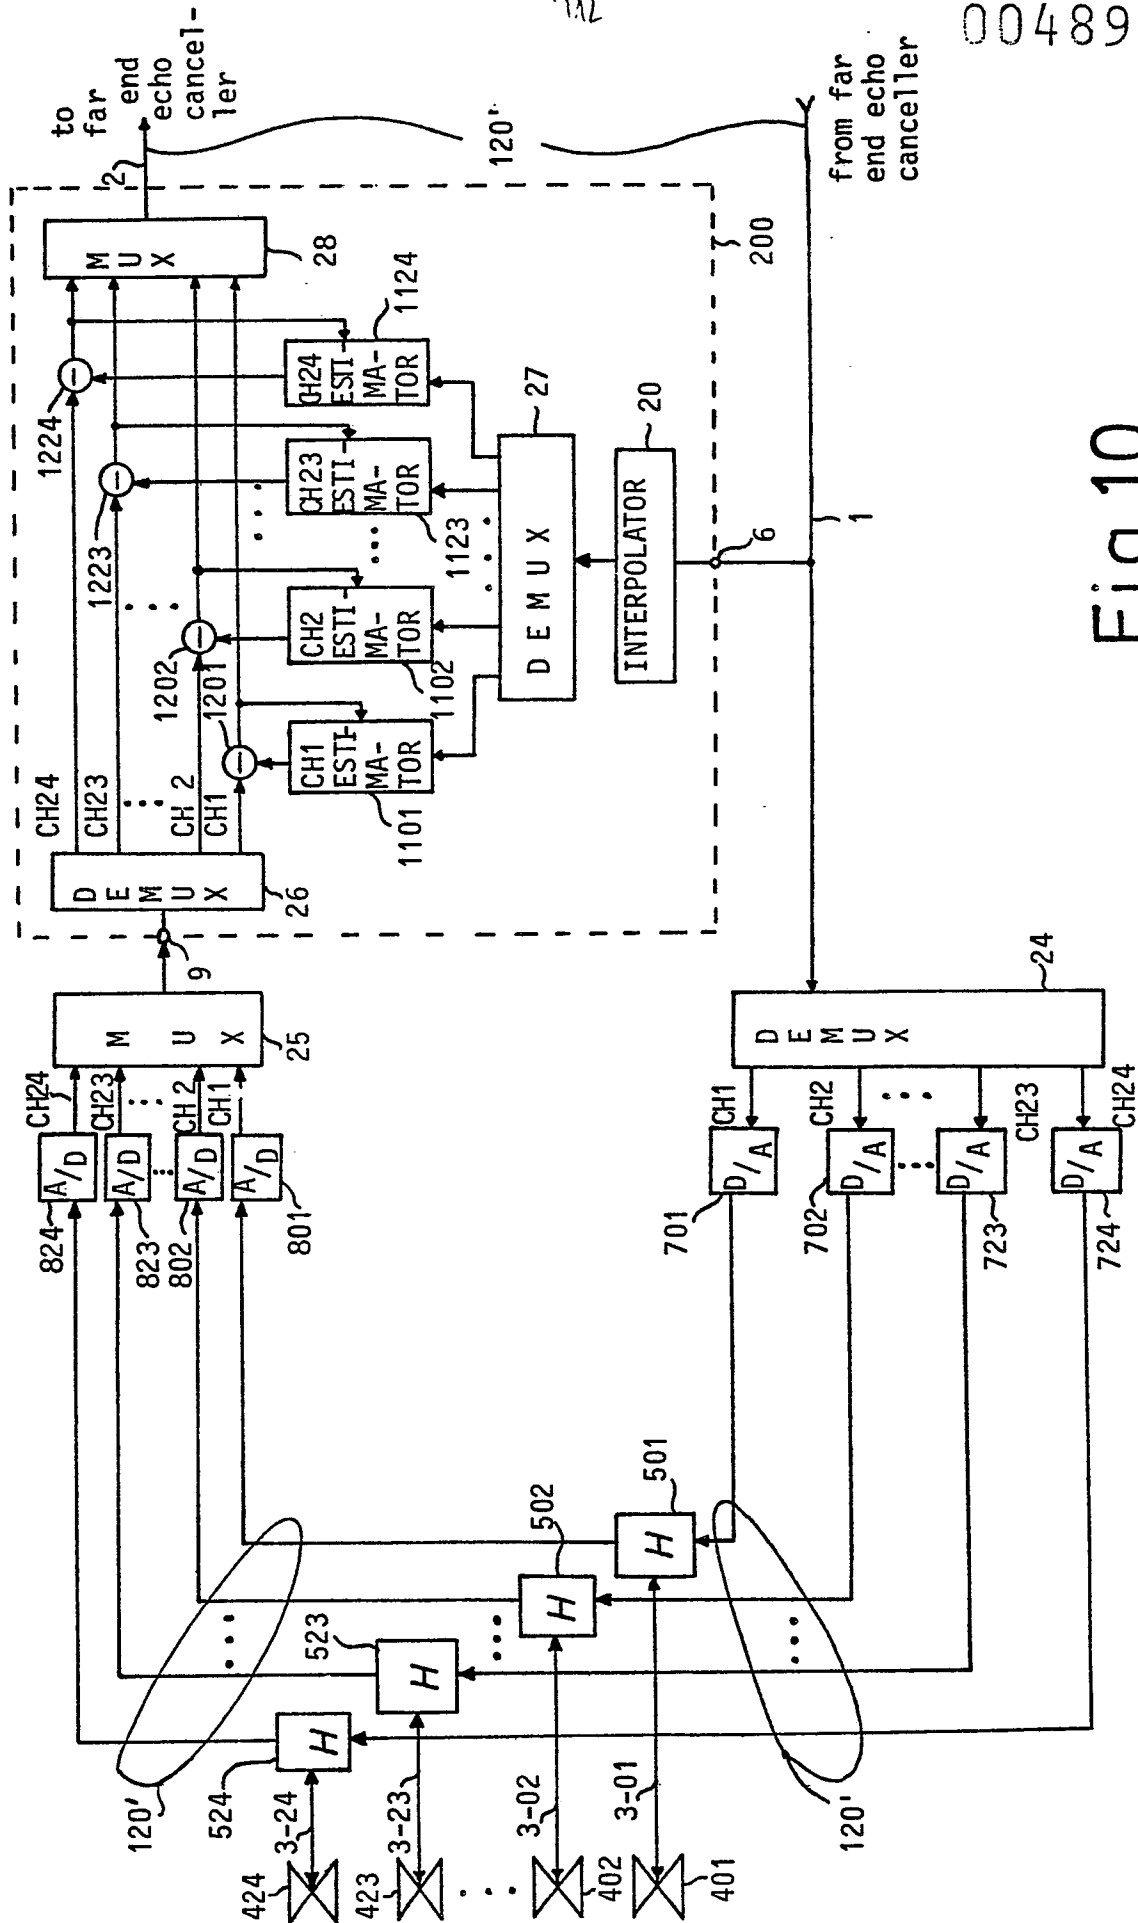 00489
to
far end
echo
cancel-
ler
2
120'
from far
end echo
canceller
M U X
28
1224
1223
1202
1201
CH24 ESTI-MA-TOR
1124
CH23 ESTI-MA-TOR
1123
CH2 ESTI-MA-TOR
1102
CH1 ESTI-MA-TOR
1101
DEMUX
27
INTERPOLATOR
20
200
6
1
CH24
CH23
CH 2
CH1
DEMUX
26
9
M U X
25
CH24
CH23
CH 2
CH1
A/D
824
A/D
823
A/D
802
A/D
801
DEMUX
24
CH1
CH2
CH23
CH24
D/A
701
D/A
702
D/A
723
D/A
724
H
501
H
502
H
523
H
524
120'
120'
3-24
3-23
3-02
3-01
424
423
402
401
Fig.10